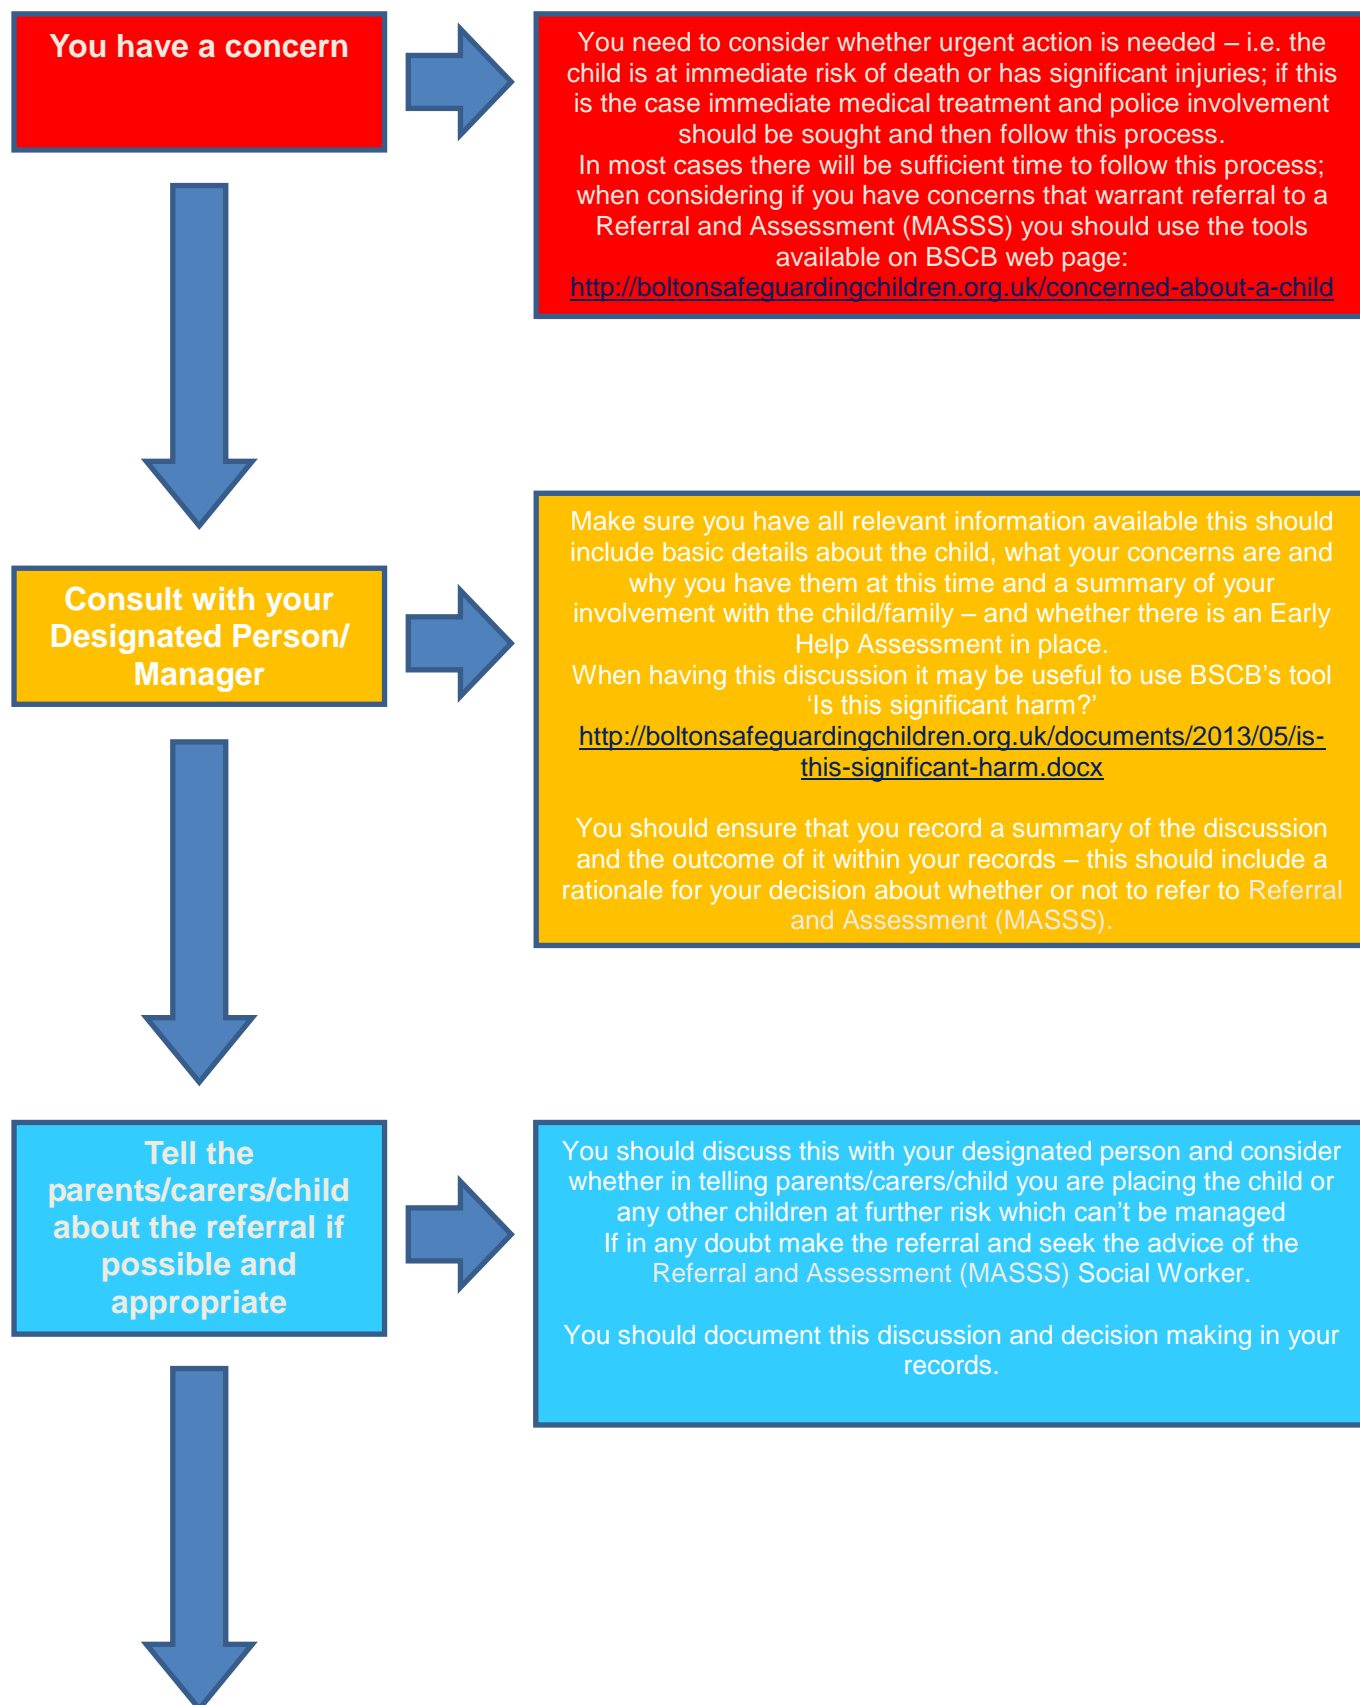 You have a concern
You need to consider whether urgent action is needed – i.e. the
child is at immediate risk of death or has significant injuries; if this
is the case immediate medical treatment and police involvement
should be sought and then follow this process.
In most cases there will be sufficient time to follow this process;
when considering if you have concerns that warrant referral to a
Referral and Assessment (MASSS) you should use the tools
available on BSCB web page:
http://boltonsafeguardingchildren.org.uk/concerned-about-a-child
Consult with your
Designated Person/
Manager
Make sure you have all relevant information available this should
include basic details about the child, what your concerns are and
why you have them at this time and a summary of your
involvement with the child/family – and whether there is an Early
Help Assessment in place.
When having this discussion it may be useful to use BSCB’s tool
‘Is this significant harm?’
http://boltonsafeguardingchildren.org.uk/documents/2013/05/is-
this-significant-harm.docx
You should ensure that you record a summary of the discussion
and the outcome of it within your records – this should include a
rationale for your decision about whether or not to refer to Referral
and Assessment (MASSS).
Tell the
parents/carers/child
about the referral if
possible and
appropriate
You should discuss this with your designated person and consider
whether in telling parents/carers/child you are placing the child or
any other children at further risk which can’t be managed
If in any doubt make the referral and seek the advice of the
Referral and Assessment (MASSS) Social Worker.
You should document this discussion and decision making in your
records.